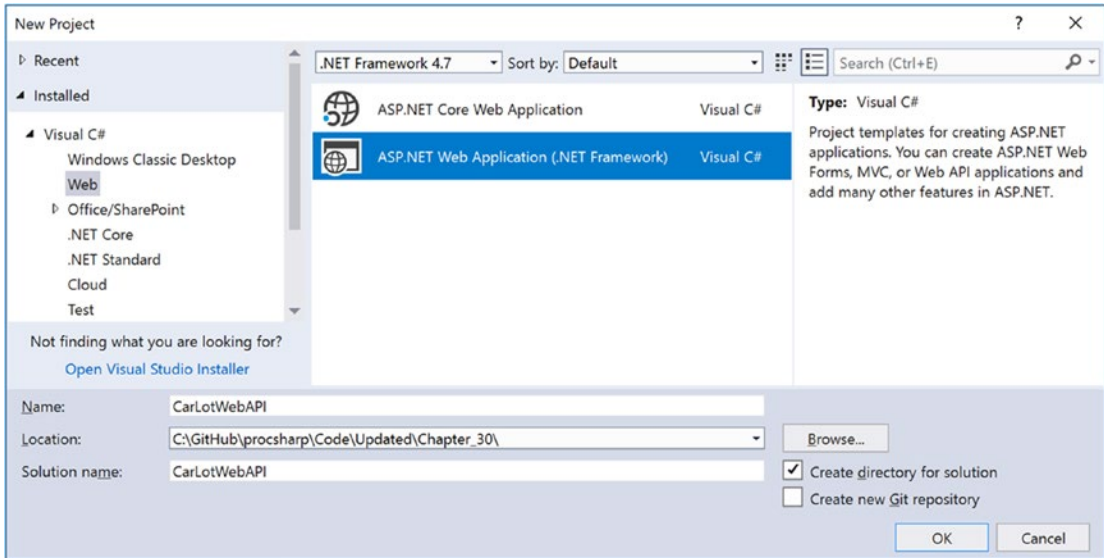 New Project
? ×
Recent
Installed
Visual C#
Windows Classic Desktop
Web
Office/SharePoint
.NET Core
.NET Standard
Cloud
Test
Not finding what you are looking for?
Open Visual Studio Installer
.NET Framework 4.7
Sort by: Default
Search (Ctrl+E)
ASP.NET Core Web Application Visual C#
ASP.NET Web Application (.NET Framework) Visual C#
Type: Visual C#
Project templates for creating ASP.NET
applications. You can create ASP.NET Web
Forms, MVC, or Web API applications and
add many other features in ASP.NET.
Name: CarLotWebAPI
Location: C:\GitHub\procsharp\Code\Updated\Chapter_30\
Browse...
Solution name: CarLotWebAPI
Create directory for solution
Create new Git repository
OK Cancel